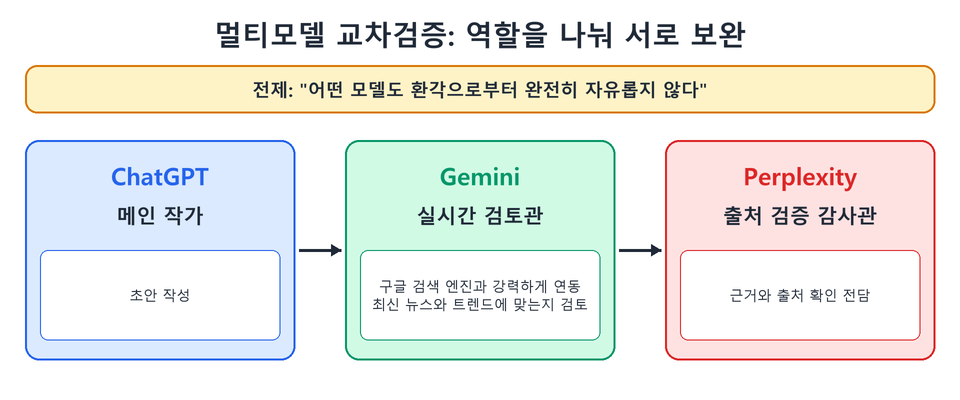 멀티모델 교차검증: 역할을 나눠 서로 보완
전제: "어떤 모델도 환각으로부터 완전히 자유롭지 않다"
ChatGPT
메인 작가
초안 작성
Gemini
실시간 검토관
구글 검색 엔진과 강력하게 연동
최신 뉴스와 트렌드에 맞는지 검토
Perplexity
출처 검증 감사관
근거와 출처 확인 전담